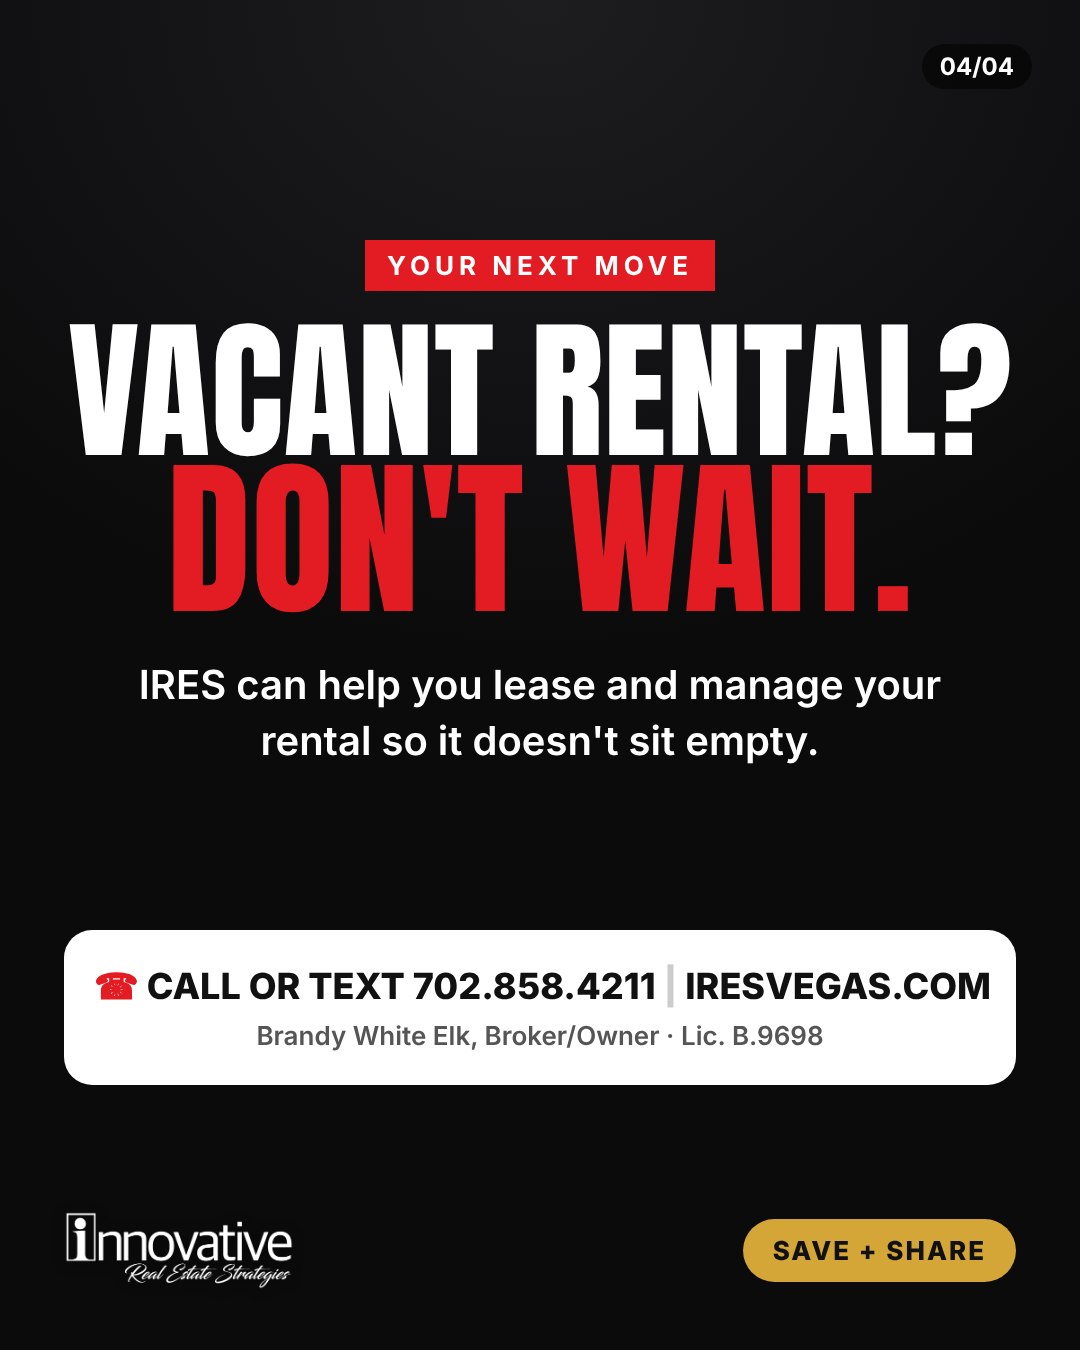 04/04
YOUR NEXT MOVE
VACANT RENTAL?
DON'T WAIT.
IRES can help you lease and manage your
rental so it doesn't sit empty.
☎ CALL OR TEXT 702.858.4211 | IRESVEGAS.COM
Brandy White Elk, Broker/Owner · Lic. B.9698
innovative
Real Estate Strategies
SAVE + SHARE